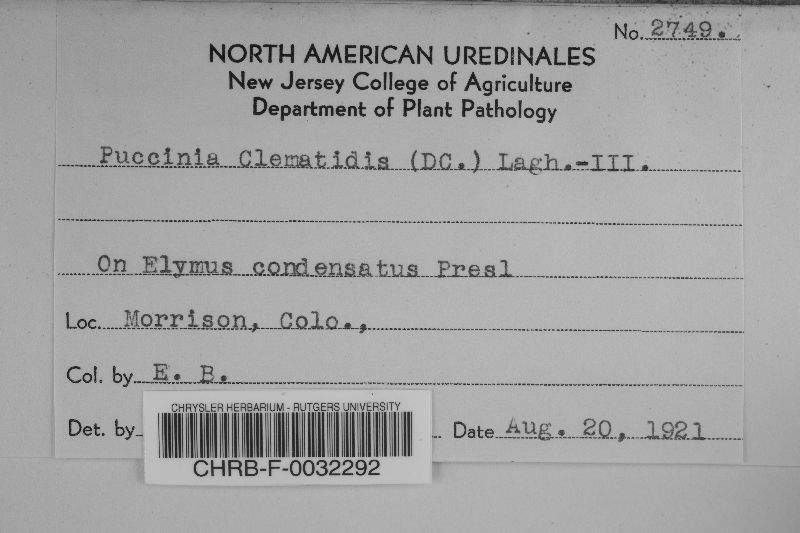 No. 2749.
NORTH AMERICAN UREDINALES
New Jersey College of Agriculture
Department of Plant Pathology
Puccinia Clematidis (DC.) Lagh.-III.
On Elymus condensatus Presl
Loc. Morrison, Colo.,
Col. by E. B.
Det. by Date Aug. 20, 1921
CHRYSLER HERBARIUM - RUTGERS UNIVERSITY
CHRB-F-0032292